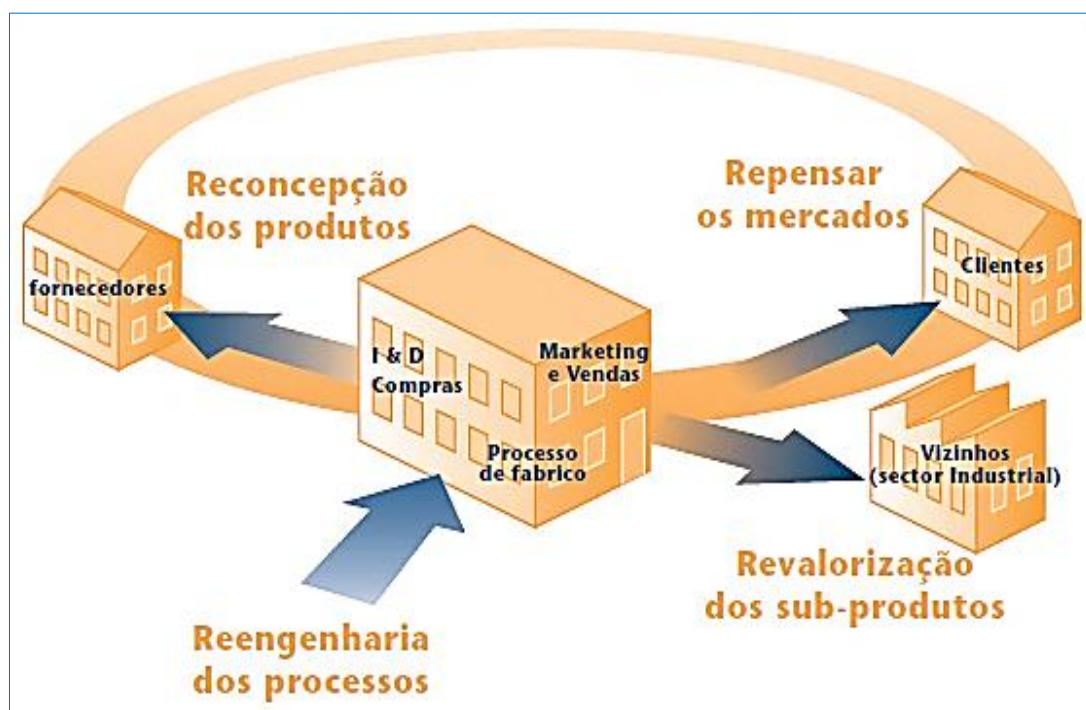 Reconcepção
dos produtos
Repensar
os mercados
fornecedores
Clientes
I & D
Compras
Marketing
e Vendas
Processo
de fabrico
Vizinhos
(sector Industrial)
Revalorização
dos sub-produtos
Reengenharia
dos processos